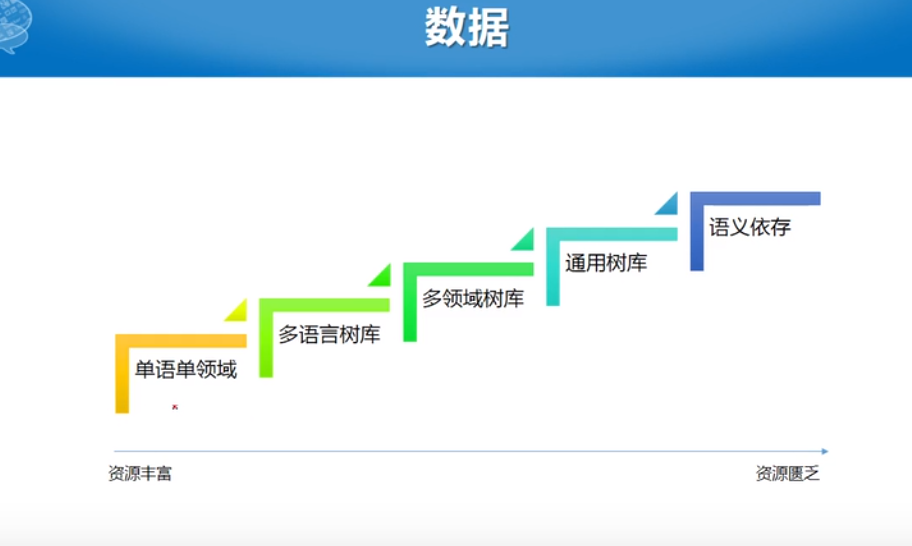 数据
单语单领域
多语言树库
多领域树库
通用树库
语义依存
资源丰富
资源匮乏